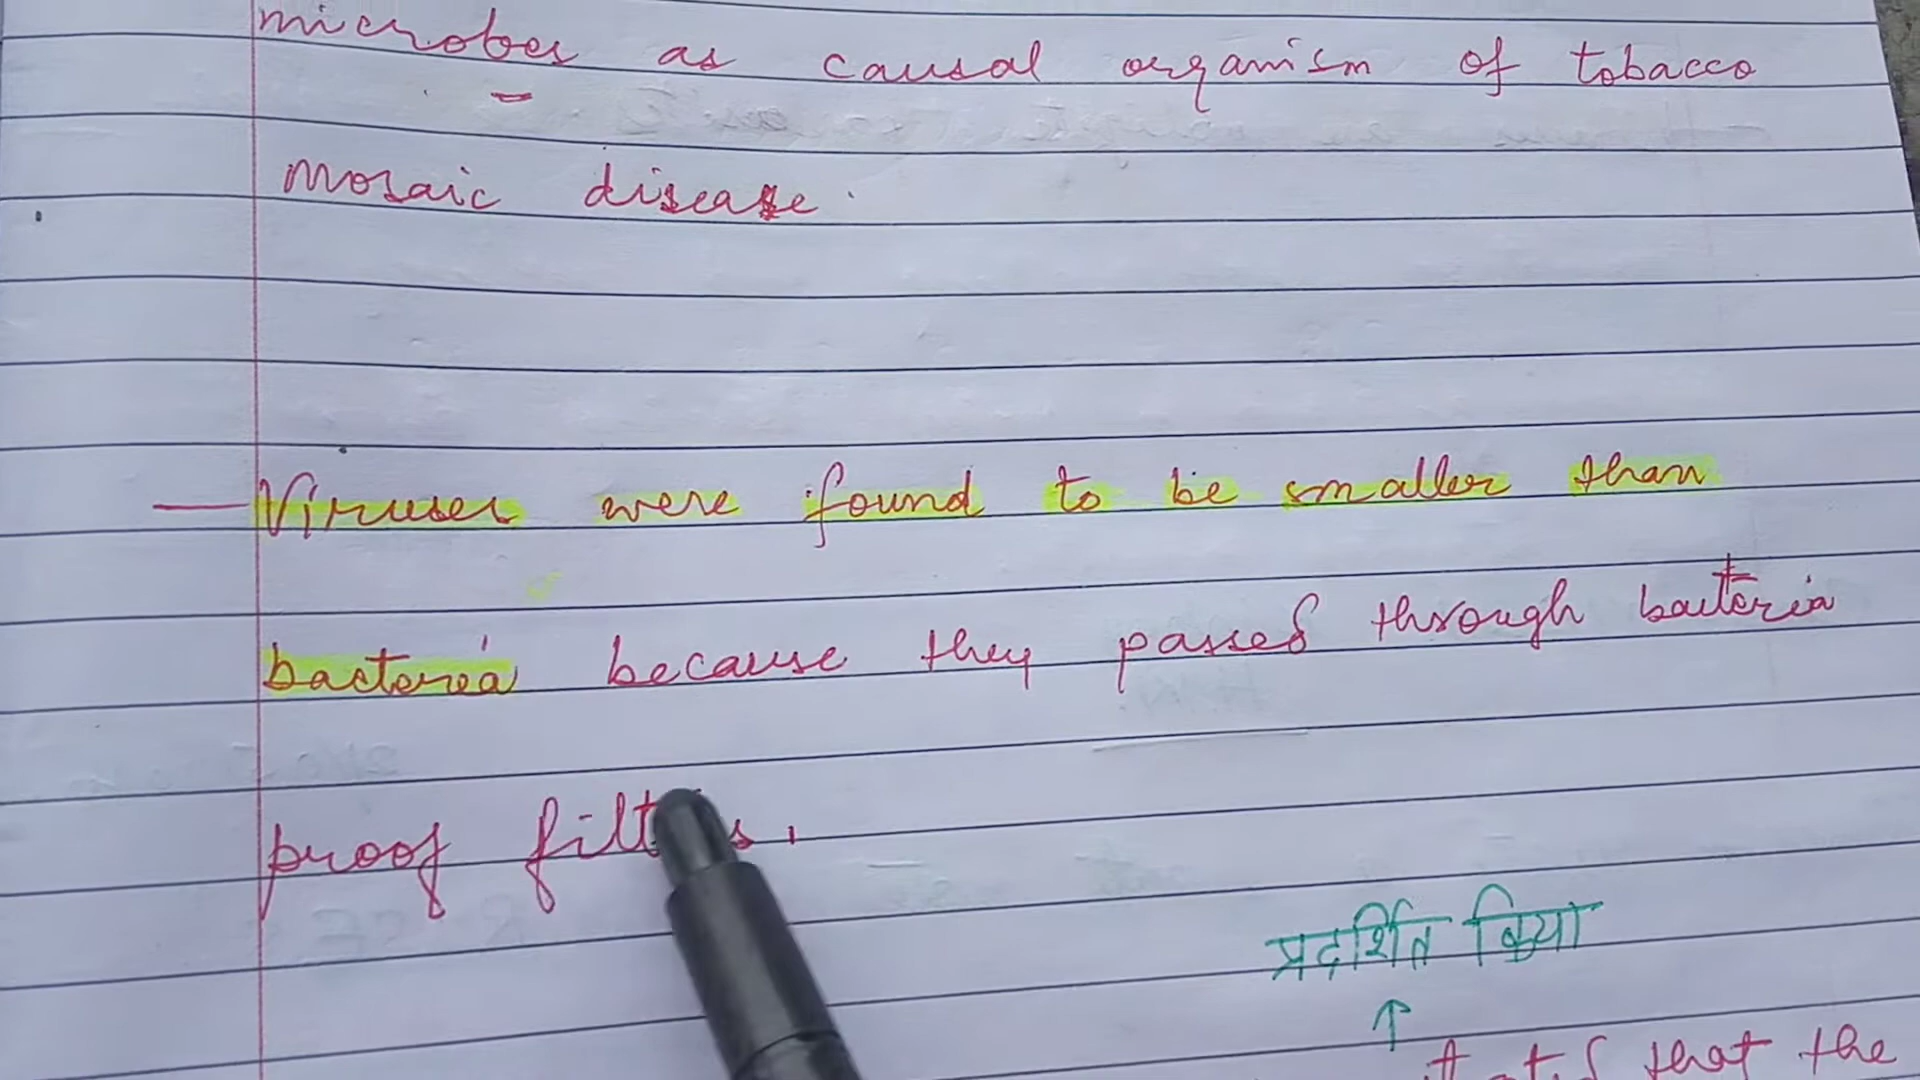 microbes as causal organism of tobacco
mosaic disease.
— Viruses were found to be smaller than
bacteria because they passed through bacteria
proof filters.
प्रदर्शित किया
↑
that the